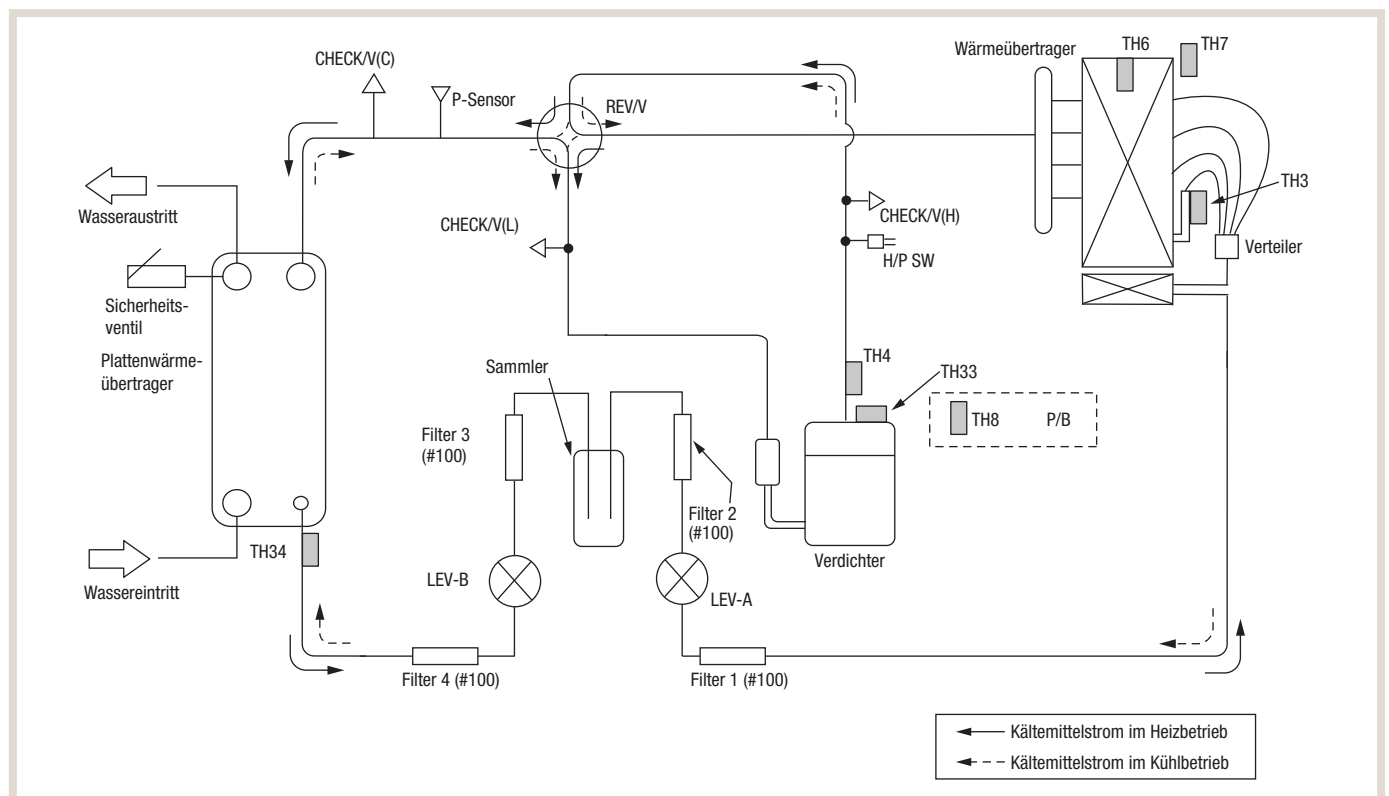 Wärmeübertrager
TH6
TH7
CHECK/V(C)
P-Sensor
REV/V
TH3
Wasseraustritt
CHECK/V(L)
CHECK/V(H)
H/P SW
Verteiler
Sicherheits-
ventil
Plattenwärme-
übertrager
Sammler
TH4
TH33
TH8
P/B
Filter 3
(#100)
Filter 2
(#100)
TH34
LEV-B
LEV-A
Verdichter
Wassereintritt
Filter 4 (#100)
Filter 1 (#100)
Kältemittelstrom im Heizbetrieb
Kältemittelstrom im Kühlbetrieb